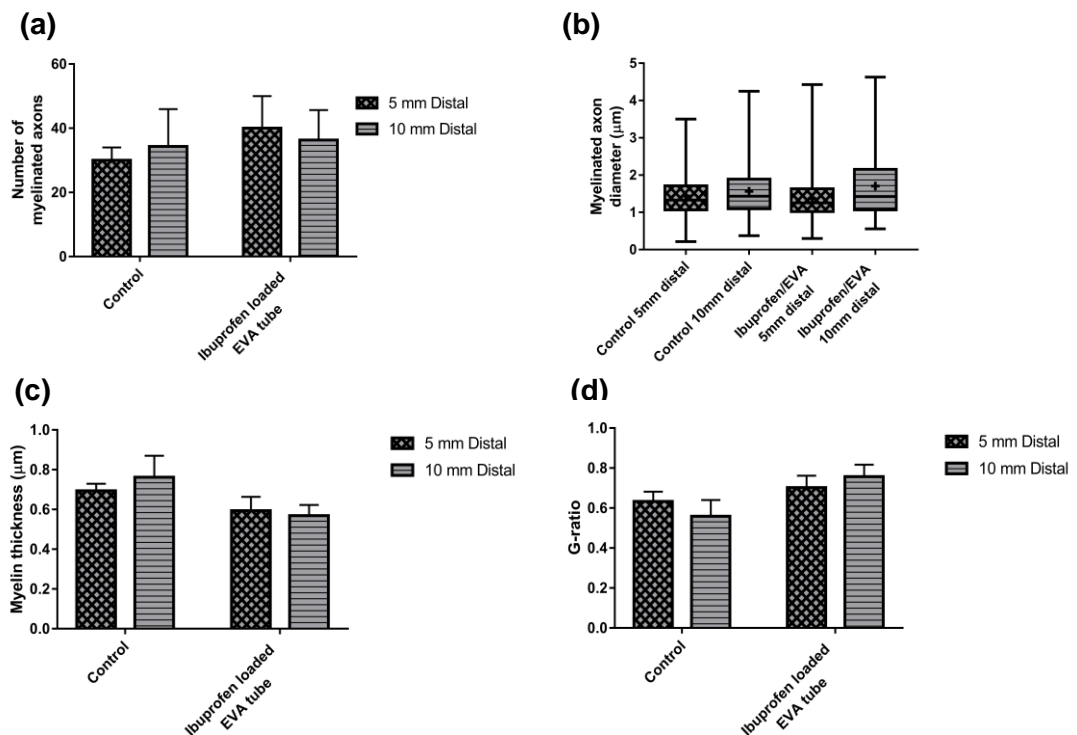 (a)
60
40
20
0
Number of
myelinated axons
Control
Ibuprofen loaded
EVA tube
5 mm Distal
10 mm Distal
(b)
5
4
3
2
1
0
Myelinated axon
diameter (μm)
Control 5mm distal
Control 10mm distal
Ibuprofen/EVA
5mm distal
Ibuprofen/EVA
10mm distal
(c)
1.0
0.8
0.6
0.4
0.2
0.0
Myelin thickness (μm)
Control
Ibuprofen loaded
EVA tube
5 mm Distal
10 mm Distal
(d)
1.0
0.8
0.6
0.4
0.2
0.0
G-ratio
Control
Ibuprofen loaded
EVA tube
5 mm Distal
10 mm Distal